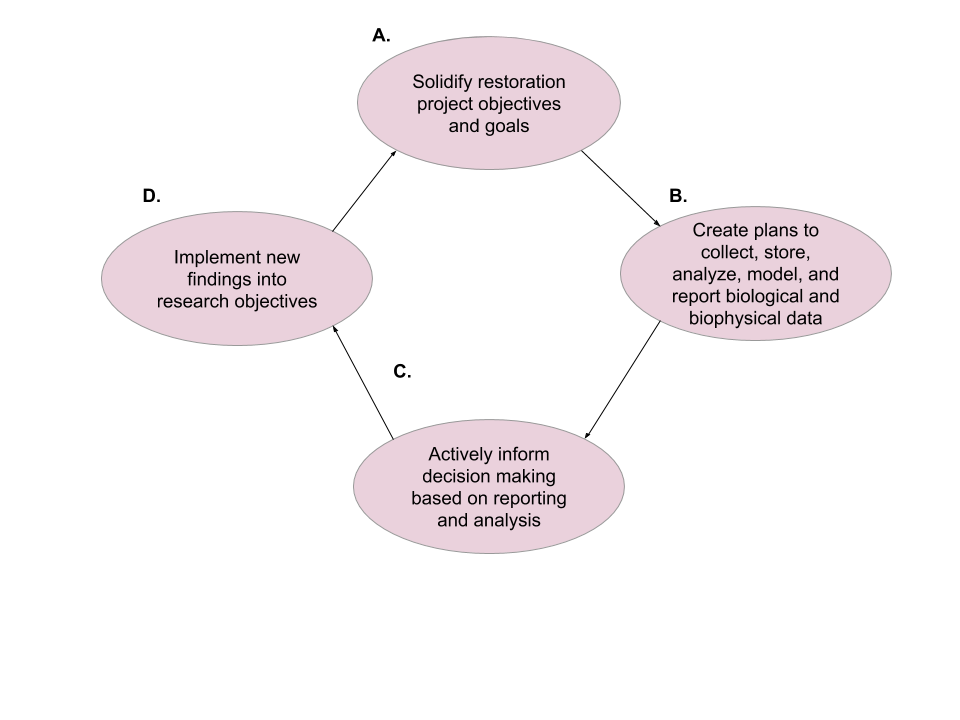 A.
Solidify restoration
project objectives
and goals
B.
Create plans to
collect, store,
analyze, model, and
report biological and
biophysical data
C.
Actively inform
decision making
based on reporting
and analysis
D.
Implement new
findings into
research objectives